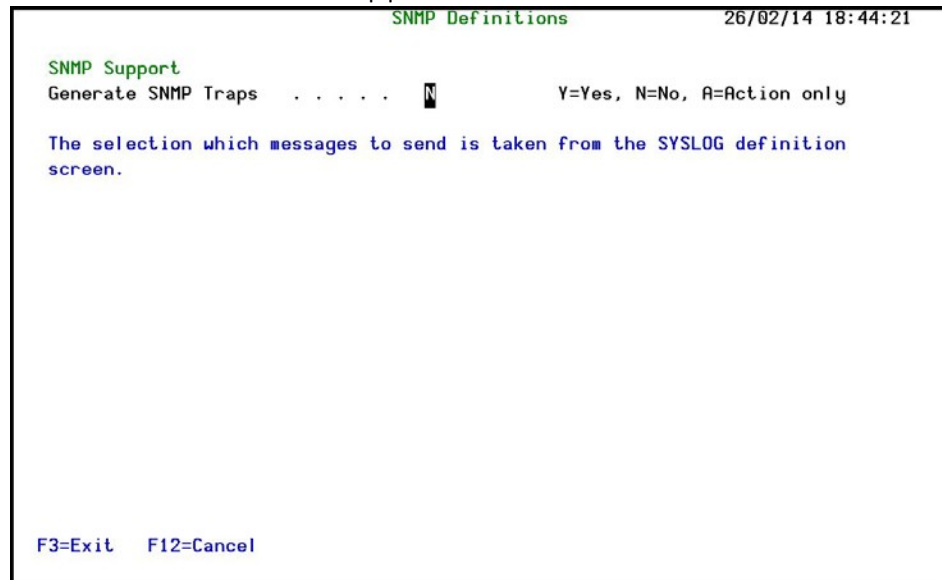 SNMP Definitions 26/02/14 18:44:21
SNMP Support
Generate SNMP Traps . . . . . N Y=Yes, N=No, A=Action only
The selection which messages to send is taken from the SYSLOG definition
screen.
F3=Exit F12=Cancel